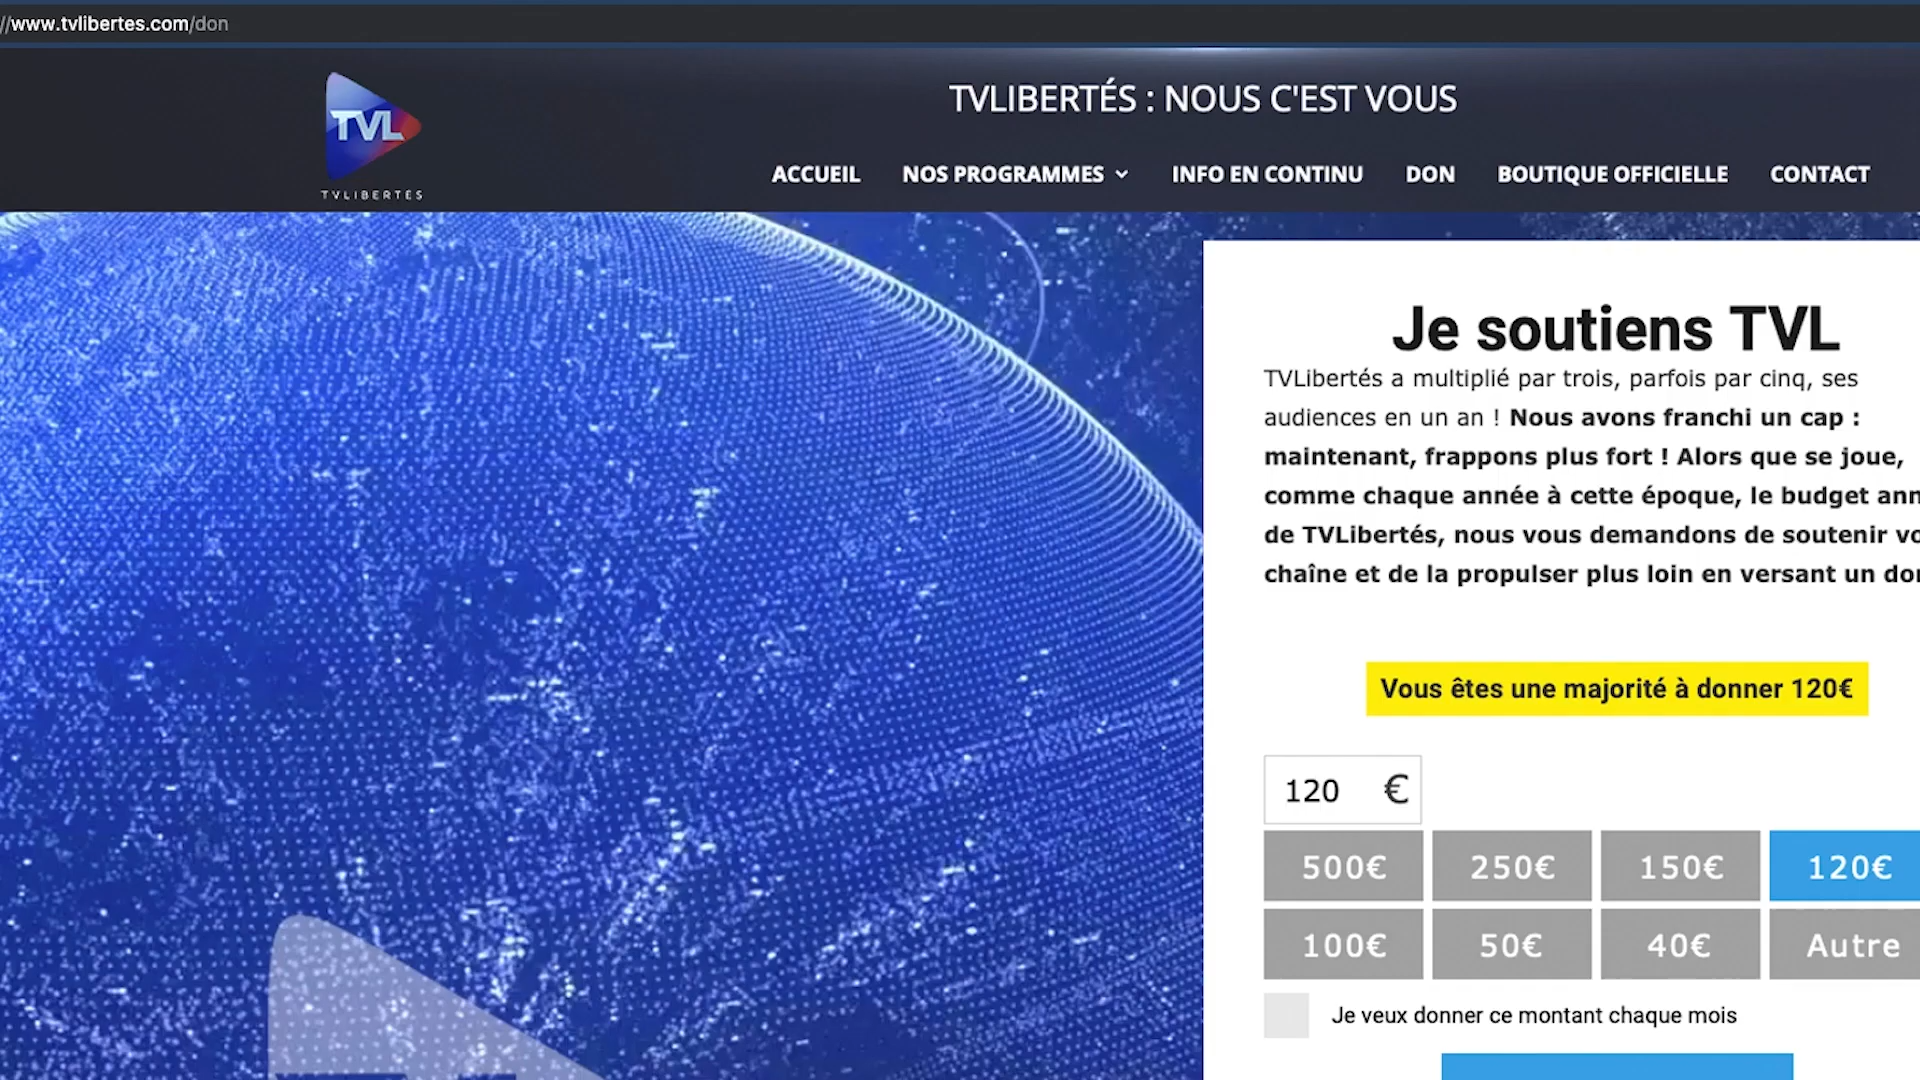 //www.tvlibertes.com/don
TVLIBERTÉS : NOUS C'EST VOUS
TVL
TVLIBERTÉS
ACCUEIL NOS PROGRAMMES INFO EN CONTINU DON BOUTIQUE OFFICIELLE CONTACT
Je soutiens TVL
TVLibertés a multiplié par trois, parfois par cinq, ses
audiences en un an ! Nous avons franchi un cap :
maintenant, frappons plus fort ! Alors que se joue,
comme chaque année à cette époque, le budget
de TVLibertés, nous vous demandons de soutenir
chaîne et de la propulser plus loin en versant un
Vous êtes une majorité à donner 120€
120 €
500€ 250€ 150€ 120€
100€ 50€ 40€ Autre
Je veux donner ce montant chaque mois